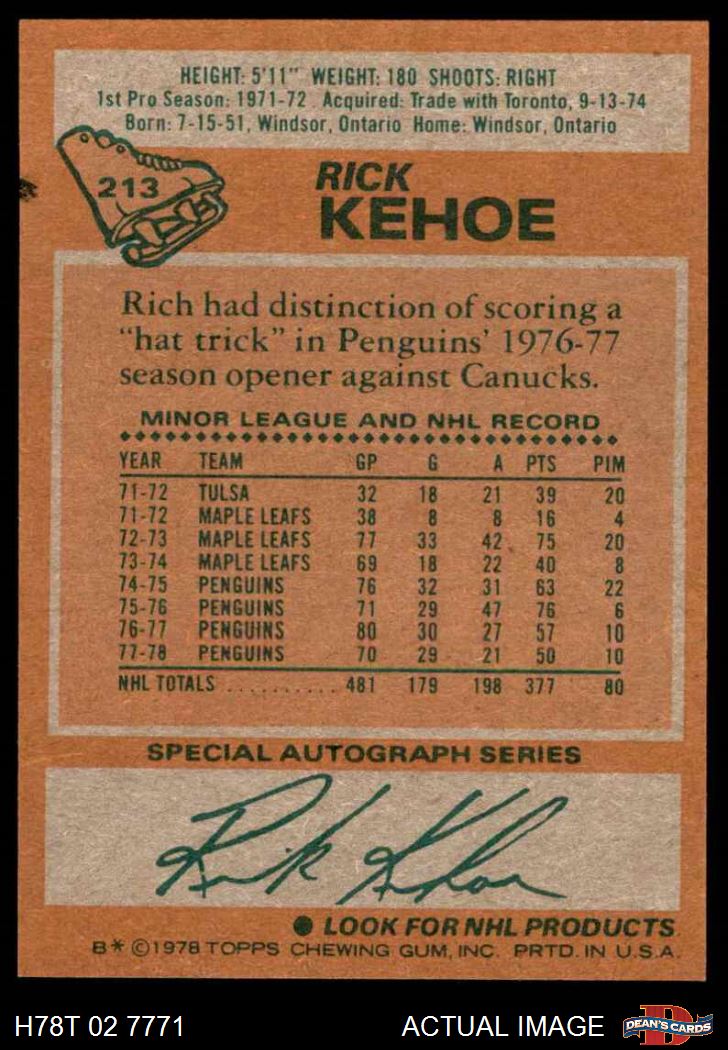 HEIGHT: 5'11" WEIGHT: 180 SHOOTS: RIGHT
1st Pro Season: 1971-72 Acquired: Trade with Toronto, 9-13-74
Born: 7-15-51, Windsor, Ontario Home: Windsor, Ontario
213
RICK
KEHOE
Rich had distinction of scoring a
"hat trick" in Penguins' 1976-77
season opener against Canucks.
MINOR LEAGUE AND NHL RECORD
YEAR TEAM GP G A PTS PIM
71-72 TULSA 32 18 21 39 20
71-72 MAPLE LEAFS 38 8 8 16 4
72-73 MAPLE LEAFS 77 33 42 75 20
73-74 MAPLE LEAFS 69 18 22 40 8
74-75 PENGUINS 76 32 31 63 22
75-76 PENGUINS 71 29 47 76 6
76-77 PENGUINS 80 30 27 57 10
77-78 PENGUINS 70 29 21 50 10
NHL TOTALS .......... 481 179 198 377 80
SPECIAL AUTOGRAPH SERIES
Rick Kehoe
● LOOK FOR NHL PRODUCTS
B* ©1978 TOPPS CHEWING GUM, INC. PRTD. IN U.S.A.
H78T 02 7771 ACTUAL IMAGE D DEAN'S CARDS